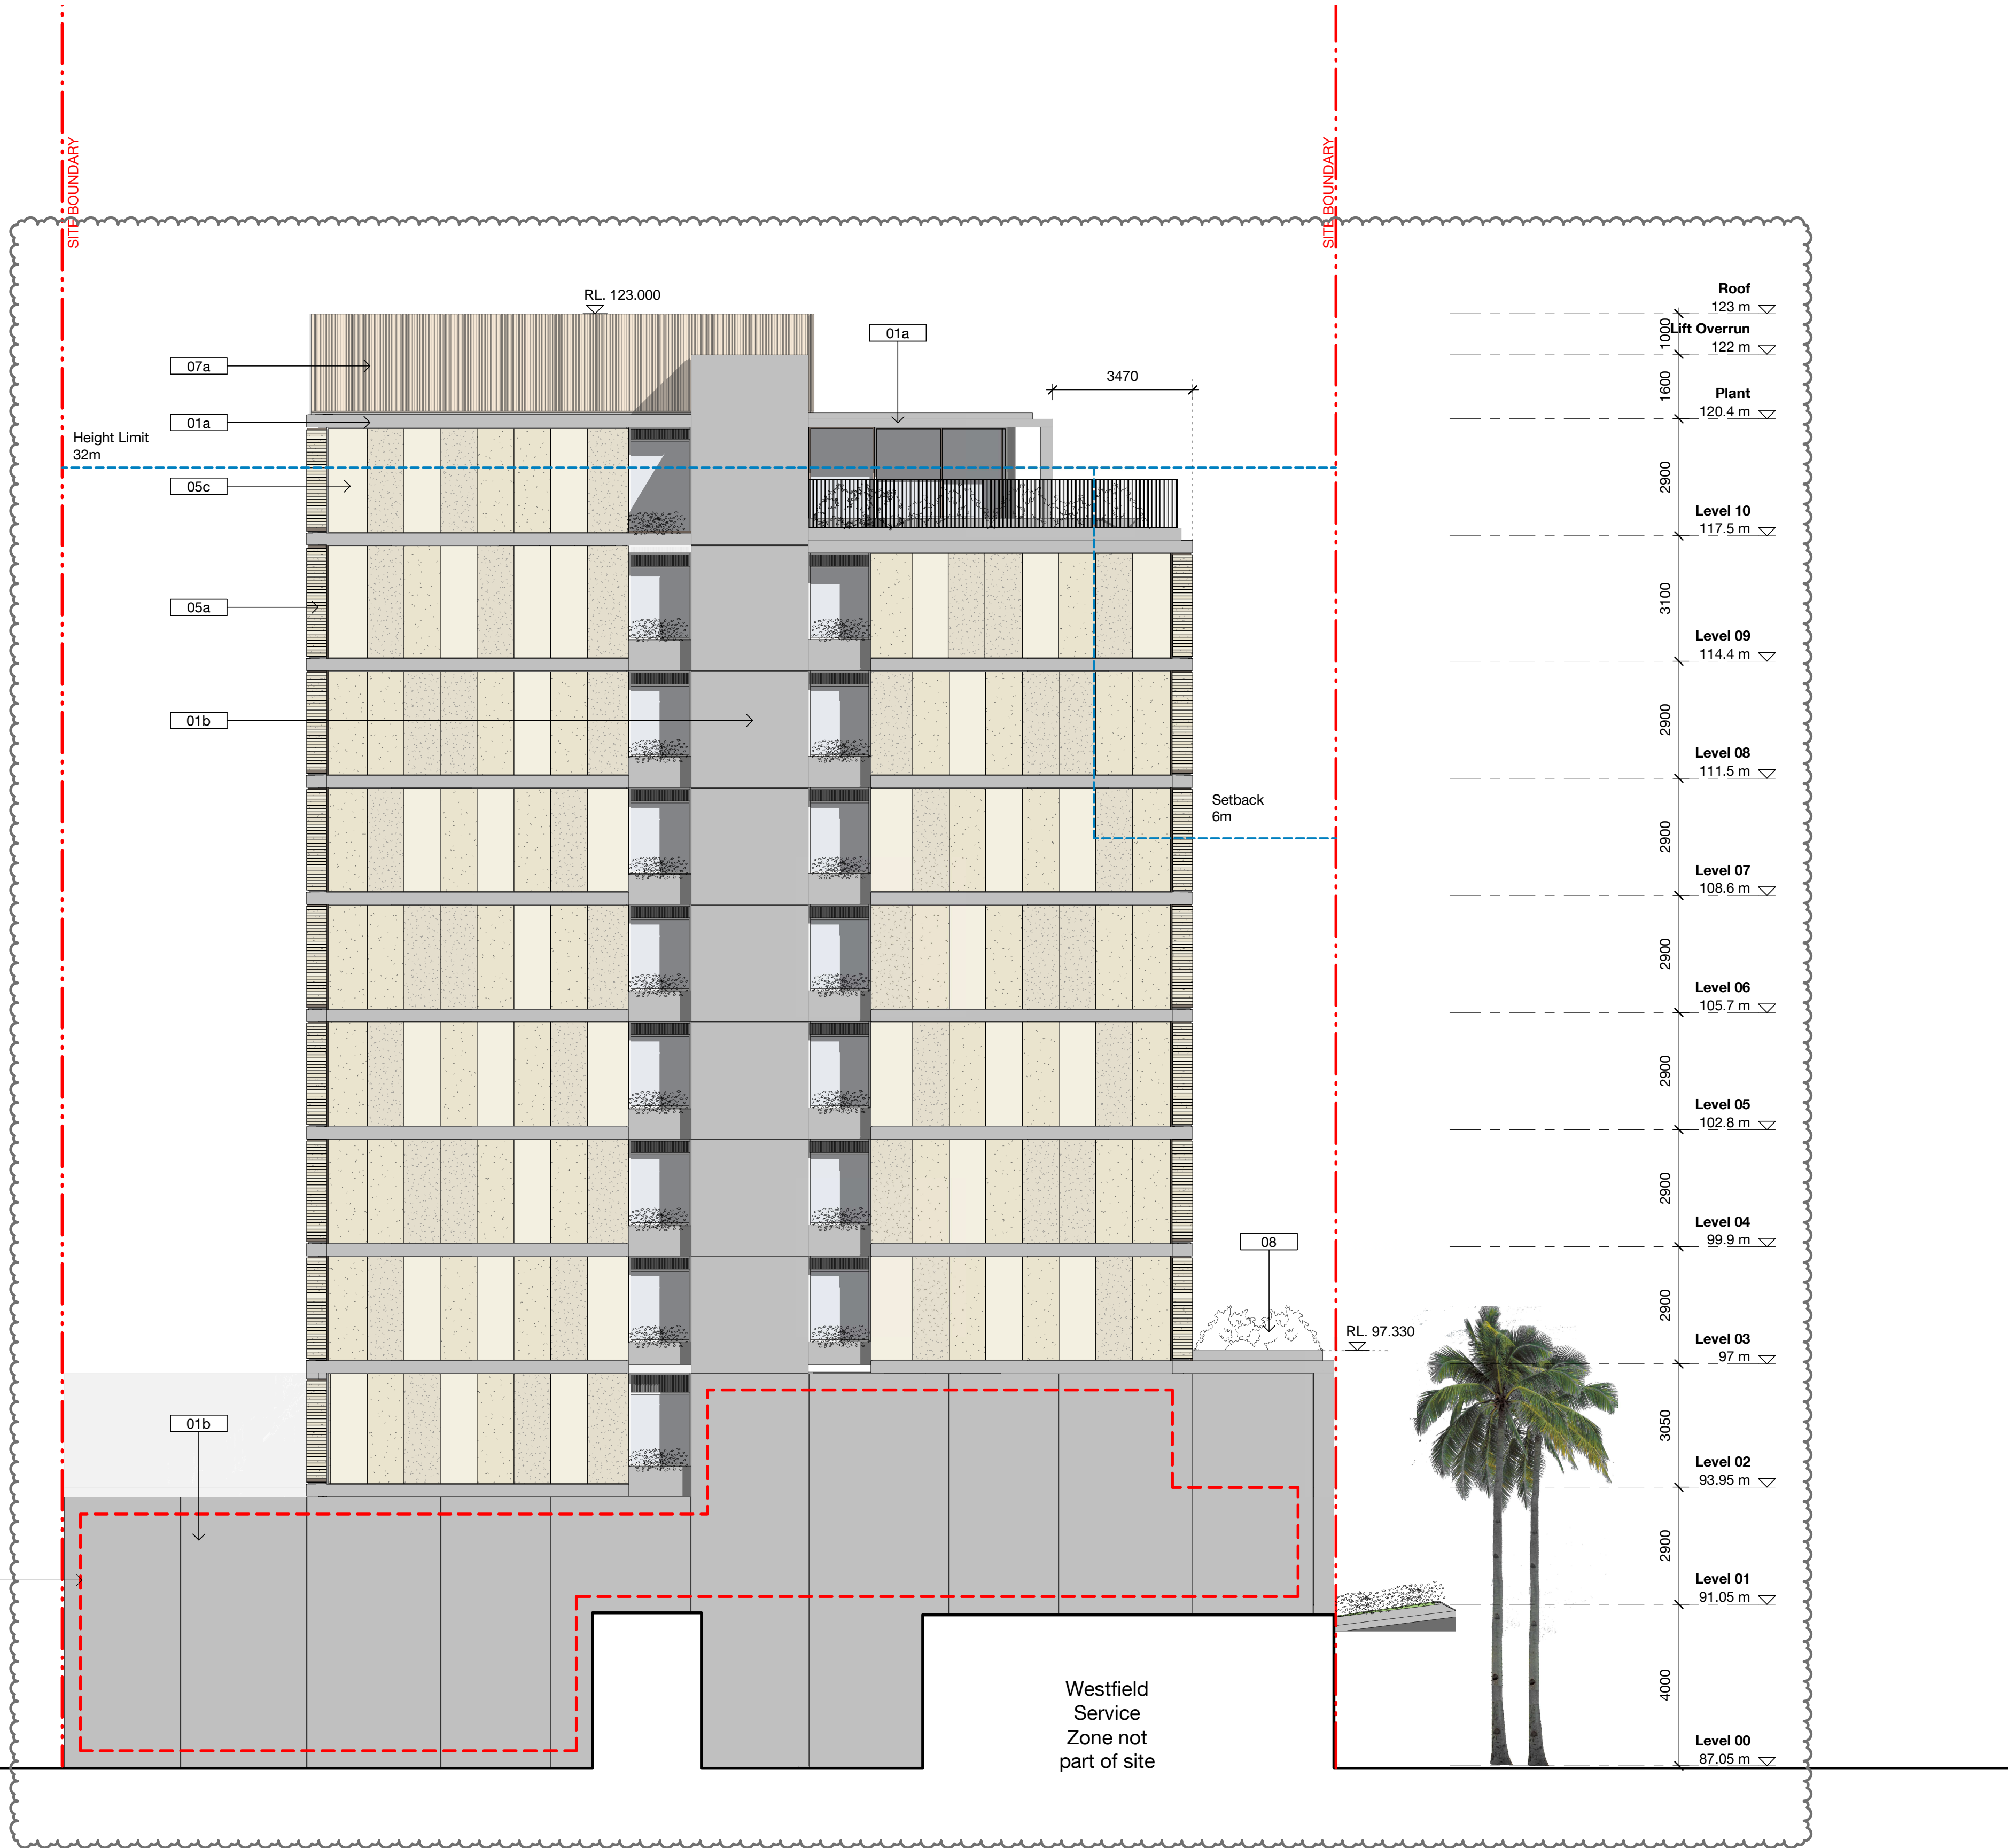 SITE BOUNDARY
SITE BOUNDARY
RL. 123.000
01a
07a
3470
01a
Height Limit
32m
05c
05a
01b
Setback
6m
08
RL. 97.330
01b
Westfield
Service
Zone not
part of site
Roof
123 m
1000
Lift Overrun
122 m
1600
Plant
120.4 m
2900
Level 10
117.5 m
3100
Level 09
114.4 m
2900
Level 08
111.5 m
2900
Level 07
108.6 m
2900
Level 06
105.7 m
2900
Level 05
102.8 m
2900
Level 04
99.9 m
2900
Level 03
97 m
3050
Level 02
93.95 m
2900
Level 01
91.05 m
4000
Level 00
87.05 m